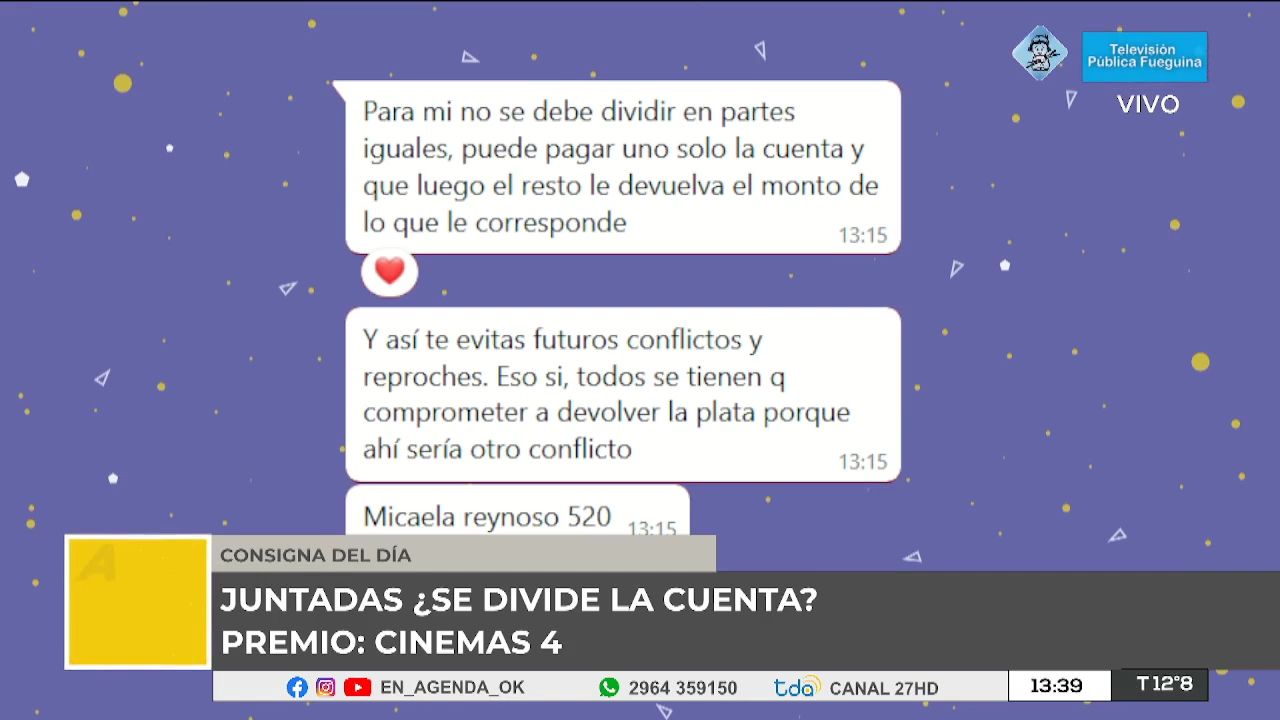 Televisión
Pública Fueguina
VIVO
Para mi no se debe dividir en partes
iguales, puede pagar uno solo la cuenta y
que luego el resto le devuelva el monto de
lo que le corresponde
13:15
Y así te evitas futuros conflictos y
reproches. Eso si, todos se tienen q
comprometer a devolver la plata porque
ahí sería otro conflicto
13:15
Micaela reynoso 520
13:15
A
CONSIGNA DEL DÍA
JUNTADAS ¿SE DIVIDE LA CUENTA?
PREMIO: CINEMAS 4
EN_AGENDA_OK
2964 359150
tda
CANAL 27HD
13:39
T12°8